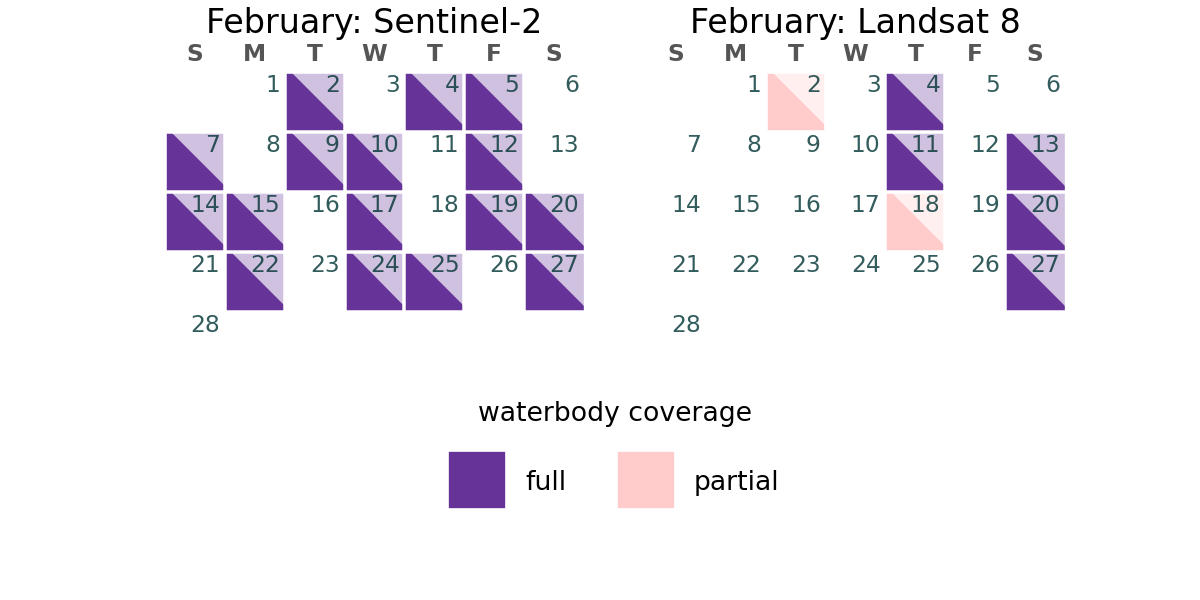 February: Sentinel-2
S M T W T F S
1 2 3 4 5 6
7 8 9 10 11 12 13
14 15 16 17 18 19 20
21 22 23 24 25 26 27
28
February: Landsat 8
S M T W T F S
1 2 3 4 5 6
7 8 9 10 11 12 13
14 15 16 17 18 19 20
21 22 23 24 25 26 27
28
waterbody coverage
full partial